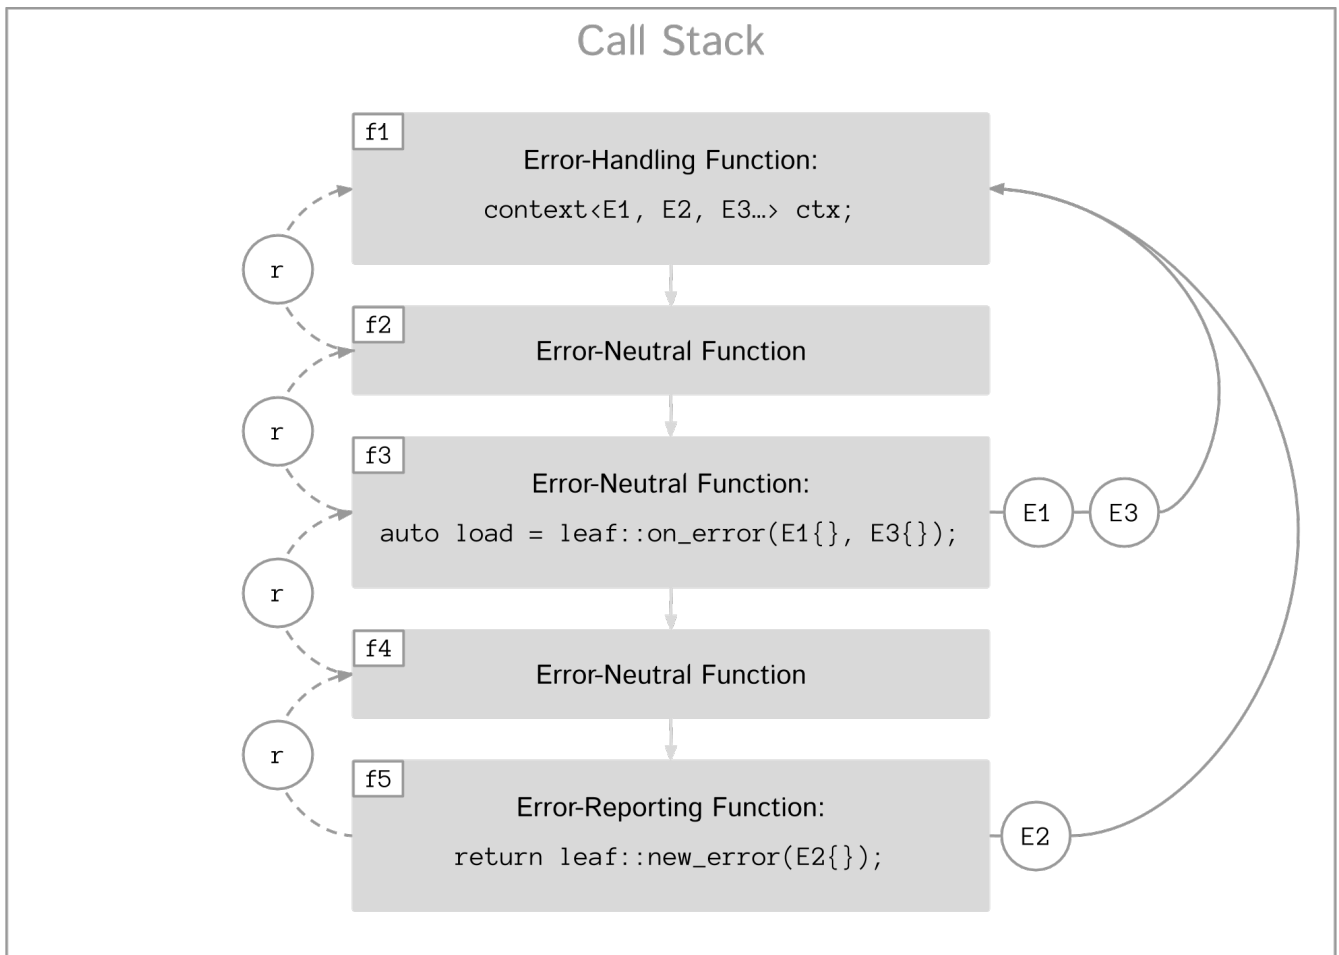 Call Stack
f1
Error-Handling Function:
context<E1, E2, E3…> ctx;
r
f2
Error-Neutral Function
r
f3
Error-Neutral Function:
auto load = leaf::on_error(E1{}, E3{});
E1
E3
r
f4
Error-Neutral Function
r
f5
Error-Reporting Function:
return leaf::new_error(E2{});
E2